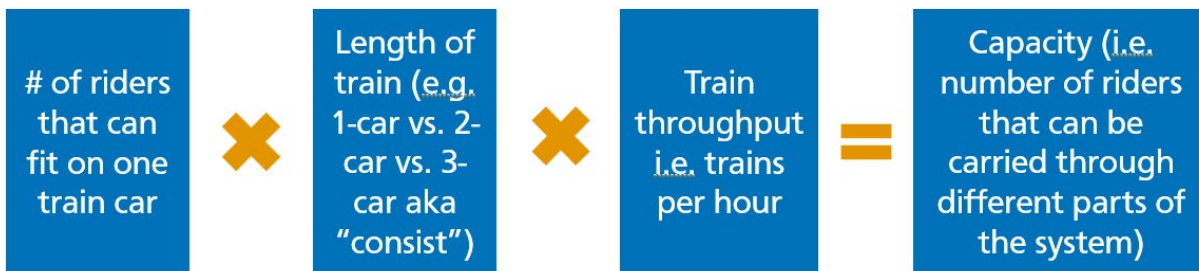 # of riders
that can
fit on one
train car
✖
Length of
train (e.g.
1-car vs. 2-
car vs. 3-
car aka
“consist”)
✖
Train
throughput
i.e. trains
per hour
=
Capacity (i.e.
number of riders
that can be
carried through
different parts of
the system)